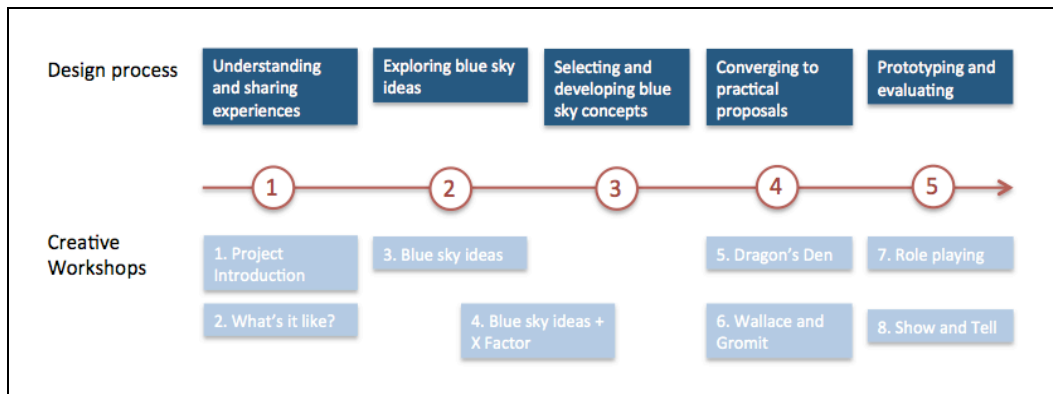 Design process
Understanding
and sharing
experiences
Exploring blue sky
ideas
Selecting and
developing blue
sky concepts
Converging to
practical
proposals
Prototyping and
evaluating
1
2
3
4
5
Creative
Workshops
1. Project
Introduction
3. Blue sky ideas
5. Dragon's Den
7. Role playing
2. What's it like?
4. Blue sky ideas +
X Factor
6. Wallace and
Gromit
8. Show and Tell